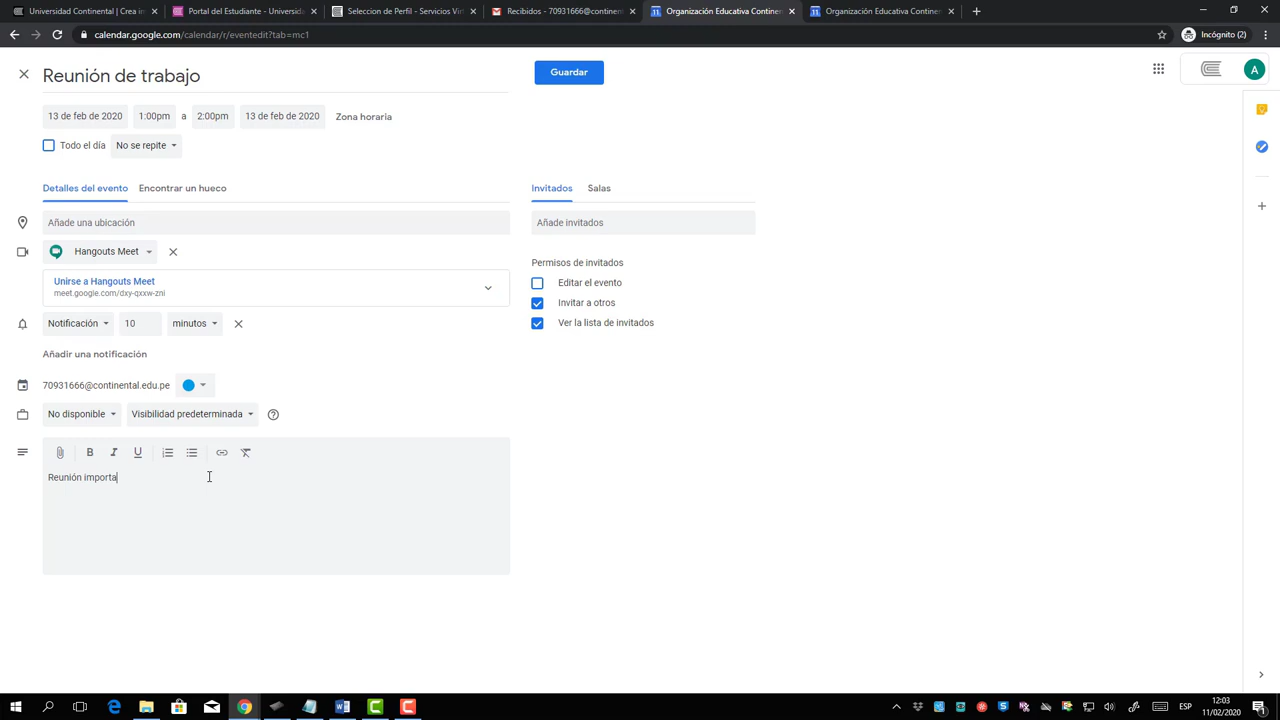 Universidad Continental | Crea in
Portal del Estudiante - Universida
Seleccion de Perfil - Servicios Vir
Recibidos - 70931666@continen
Organización Educativa Continen
Organización Educativa Continen
calendar.google.com/calendar/r/eventedit?tab=mc1
Incógnito (2)
Reunión de trabajo
Guardar
A
13 de feb de 2020 1:00pm a 2:00pm 13 de feb de 2020 Zona horaria
Todo el día No se repite
Detalles del evento Encontrar un hueco
Invitados Salas
Añade una ubicación
Añade invitados
Hangouts Meet
Unirse a Hangouts Meet
meet.google.com/dxy-qxxw-zni
Permisos de invitados
Editar el evento
Invitar a otros
Ver la lista de invitados
Notificación 10 minutos
Añadir una notificación
70931666@continental.edu.pe
No disponible Visibilidad predeterminada
B I U
Reunión importa
ESP
12:03
11/02/2020